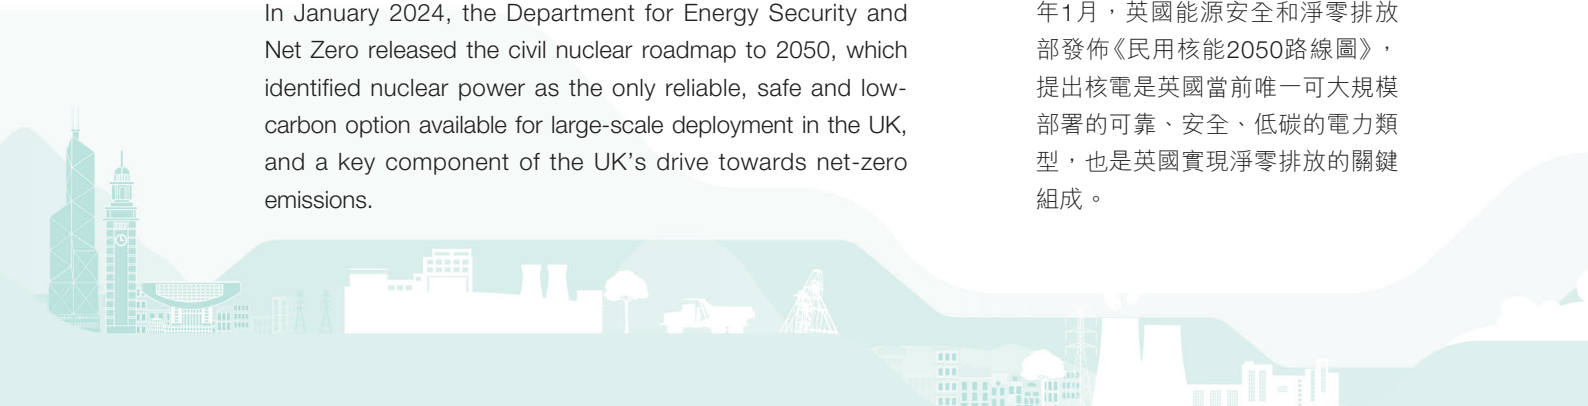 In January 2024, the Department for Energy Security and
Net Zero released the civil nuclear roadmap to 2050, which
identified nuclear power as the only reliable, safe and low-
carbon option available for large-scale deployment in the UK,
and a key component of the UK’s drive towards net-zero
emissions.
年1月，英國能源安全和淨零排放
部發佈《民用核能2050路線圖》，
提出核電是英國當前唯一可大規模
部署的可靠、安全、低碳的電力類
型，也是英國實現淨零排放的關鍵
組成。